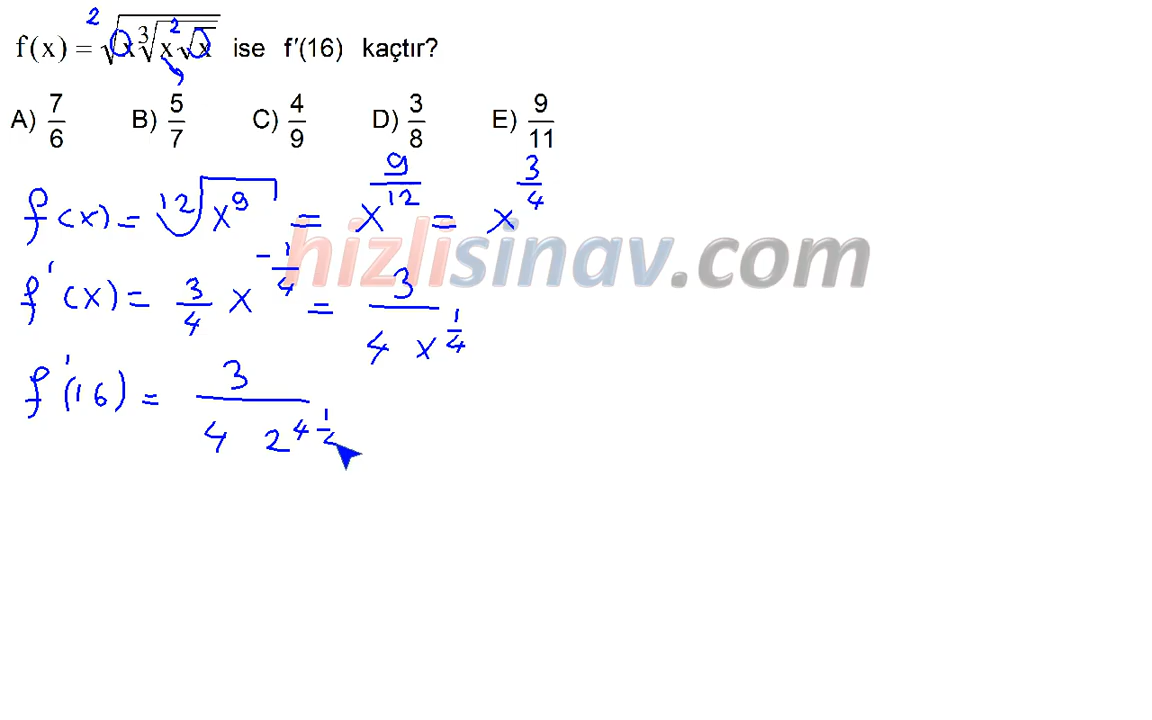 f(x) = ²√(x ³√(x ²√x)) ise f′(16) kaçtır?
A) 7/6 B) 5/7 C) 4/9 D) 3/8 E) 9/11
f(x) = ¹²√(x⁹) = x^(9/12) = x^(3/4)
hizlisinav.com
f'(x) = 3/4 x^(-1/4) = 3/(4 x^(1/4))
f'(16) = 3/(4 2^(4 1/4))